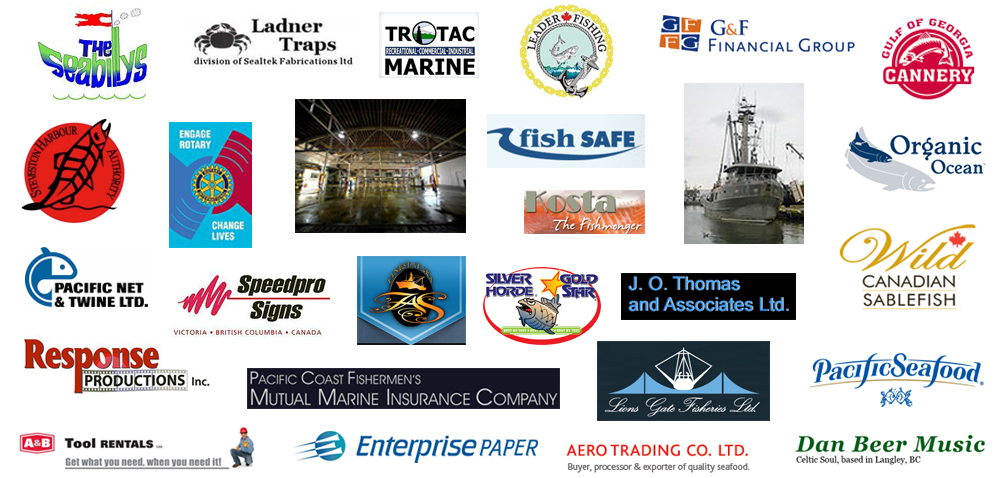 The
Seabillys
Ladner
Traps
division of Sealtek Fabrications ltd
TROTAC
RECREATIONAL•COMMERCIAL•INDUSTRIAL
MARINE
LEADER FISHING
G&F
FINANCIAL GROUP
GULF OF GEORGIA
CANNERY
STEVESTON HARBOUR AUTHORITY
ENGAGE
ROTARY
CHANGE
LIVES
fish SAFE
Kosta
The Fishmonger
Organic
Ocean
PACIFIC NET
& TWINE LTD.
Speedpro
Signs
VICTORIA • BRITISH COLUMBIA • CANADA
SILVER HORDE
GOLD STAR
J. O. Thomas
and Associates Ltd.
Wild
CANADIAN
SABLEFISH
Response
PRODUCTIONS Inc.
PACIFIC COAST FISHERMEN'S
MUTUAL MARINE INSURANCE COMPANY
Lions Gate Fisheries Ltd.
Pacific Seafood®
A&B Tool RENTALS
Get what you need, when you need it!
Enterprise PAPER
AERO TRADING CO. LTD.
Buyer, processor & exporter of quality seafood.
Dan Beer Music
Celtic Soul, based in Langley, BC